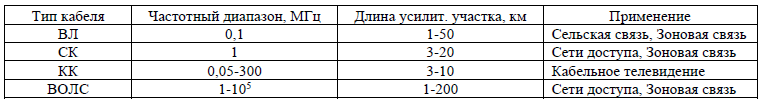 Тип кабеля Частотный диапазон, МГц Длина усилит. участка, км Применение
ВЛ 0,1 1-50 Сельская связь, Зоновая связь
СК 1 3-20 Сети доступа, Зоновая связь
КК 0,05-300 3-10 Кабельное телевидение
ВОЛС 1-10⁵ 1-200 Сети доступа, Зоновая связь